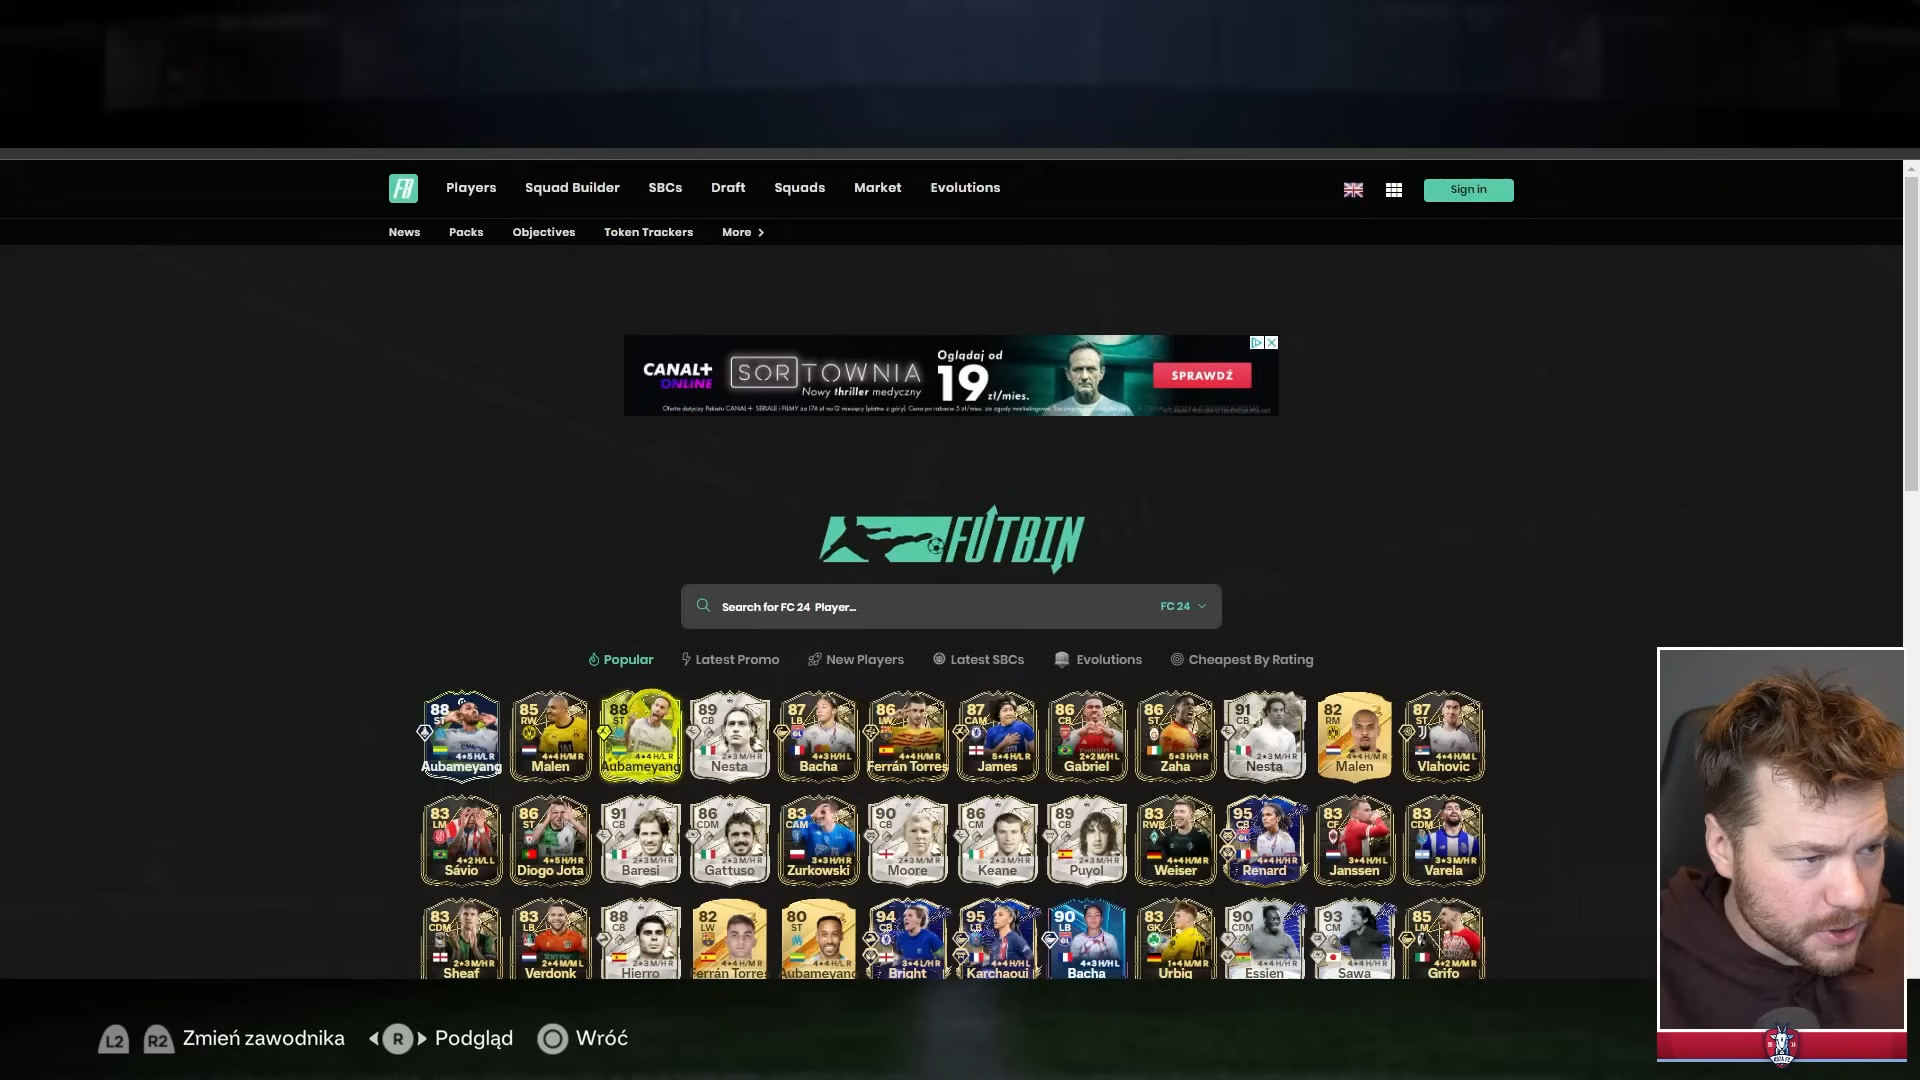 FB Players Squad Builder SBCs Draft Squads Market Evolutions Sign in
News Packs Objectives Token Trackers More
CANAL+ ONLINE
SORTOWNIA
Nowy thriller medyczny
Oglądaj od
19 zł/mies.
SPRAWDŹ
FUTBIN
Search for FC 24 Player... FC 24
Popular Latest Promo New Players Latest SBCs Evolutions Cheapest By Rating
88 85 88 89 87 86 87 86 86 91 82 87
ST RW ST CB LB LW CAM CB ST CB RM ST
Aubameyang Malen Aubameyang Nesta Bacha Ferrán Torres James Gabriel Zaha Nesta Malen Vlahovic
83 86 91 86 83 90 86 89 83 95 83 83
LM ST CB CDM CAM CB CM CB RWB CB CF CDM
Sávio Diogo Jota Baresi Gattuso Zurkowski Moore Keane Puyol Weiser Renard Janssen Varela
83 83 88 82 80 94 95 90 83 90 93 85
CDM LB CB LW ST CB LB LB GK CDM CM LM
Sheaf Verdonk Hierro Ferrán Torres Aubameyang Bright Karchaoui Bacha Urbig Essien Sawa Grifo
L2 R2 Zmień zawodnika R Podgląd Wróć